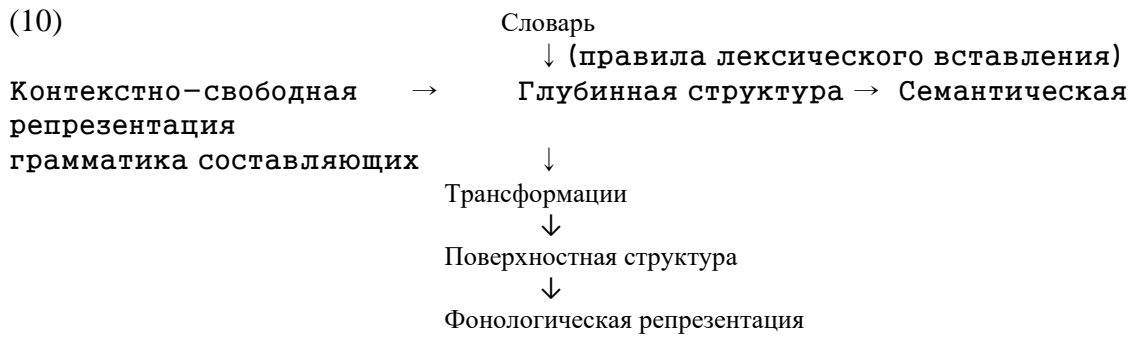 (10) Словарь
↓ (правила лексического вставления)
Контекстно-свободная → Глубинная структура → Семантическая
репрезентация
грамматика составляющих ↓
Трансформации
↓
Поверхностная структура
↓
Фонологическая репрезентация